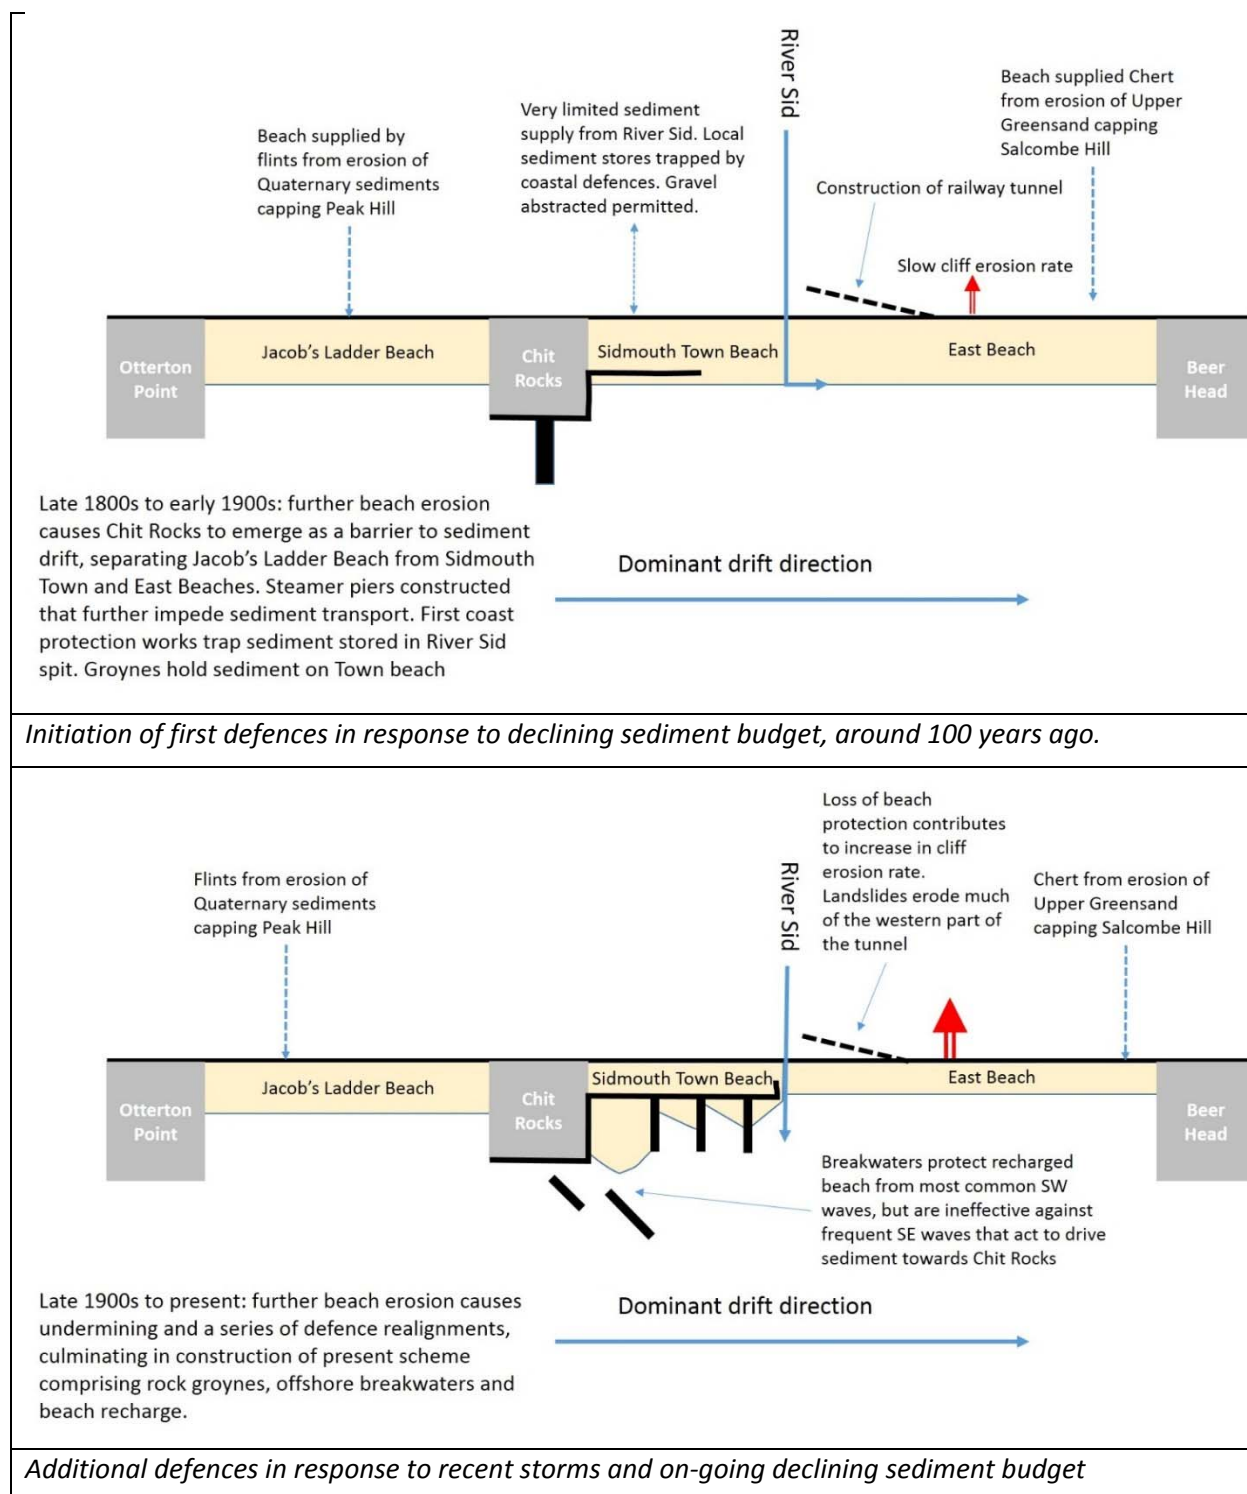 River Sid
Beach supplied by
flints from erosion of
Quaternary sediments
capping Peak Hill
Very limited sediment
supply from River Sid. Local
sediment stores trapped by
coastal defences. Gravel
abstracted permitted.
Beach supplied Chert
from erosion of Upper
Greensand capping
Salcombe Hill
Construction of railway tunnel
Slow cliff erosion rate
Otterton
Point
Jacob's Ladder Beach
Chit
Rocks
Sidmouth Town Beach
East Beach
Beer
Head
Late 1800s to early 1900s: further beach erosion
causes Chit Rocks to emerge as a barrier to sediment
drift, separating Jacob's Ladder Beach from Sidmouth
Town and East Beaches. Steamer piers constructed
that further impede sediment transport. First coast
protection works trap sediment stored in River Sid
spit. Groynes hold sediment on Town beach
Dominant drift direction
Initiation of first defences in response to declining sediment budget, around 100 years ago.
Flints from erosion of
Quaternary sediments
capping Peak Hill
River Sid
Loss of beach
protection contributes
to increase in cliff
erosion rate.
Landslides erode much
of the western part of
the tunnel
Chert from erosion of
Upper Greensand
capping Salcombe Hill
Otterton
Point
Jacob's Ladder Beach
Chit
Rocks
Sidmouth Town Beach
East Beach
Beer
Head
Breakwaters protect recharged
beach from most common SW
waves, but are ineffective against
frequent SE waves that act to drive
sediment towards Chit Rocks
Late 1900s to present: further beach erosion causes
undermining and a series of defence realignments,
culminating in construction of present scheme
comprising rock groynes, offshore breakwaters and
beach recharge.
Dominant drift direction
Additional defences in response to recent storms and on-going declining sediment budget